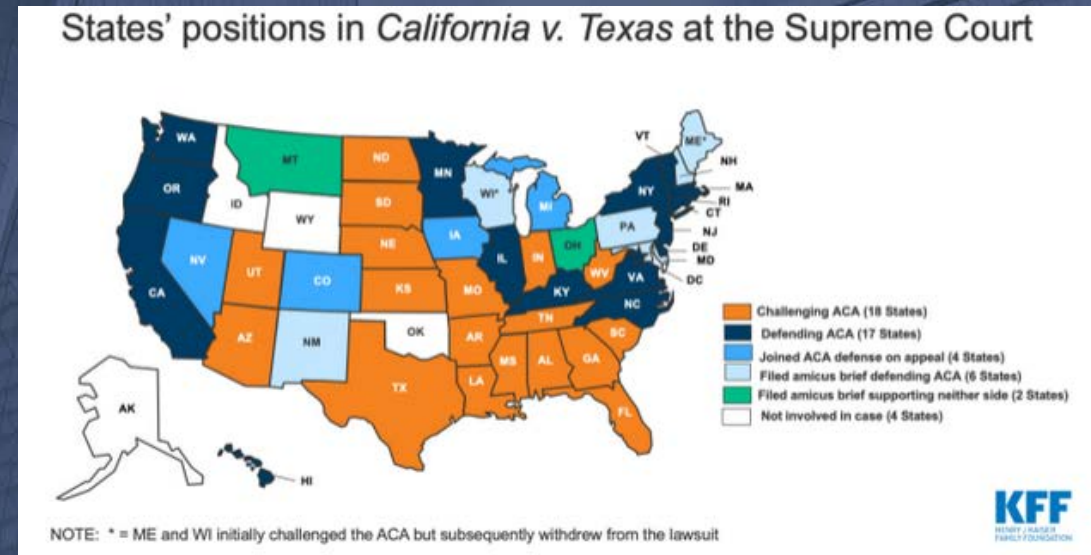 States' positions in California v. Texas at the Supreme Court
WA
OR
CA
NV
ID
MT
WY
UT
AZ
CO
NM
ND
SD
NE
KS
OK
TX
MN
IA
MO
AR
LA
WI*
IL
MI
IN
OH
KY
TN
MS
AL
GA
FL
SC
NC
VA
WV
PA
NY
VT
ME*
NH
MA
RI
CT
NJ
DE
MD
DC
AK
HI
Challenging ACA (18 States)
Defending ACA (17 States)
Joined ACA defense on appeal (4 States)
Filed amicus brief defending ACA (6 States)
Filed amicus brief supporting neither side (2 States)
Not involved in case (4 States)
NOTE: * = ME and WI initially challenged the ACA but subsequently withdrew from the lawsuit
KFF
HENRY J KAISER
FAMILY FOUNDATION